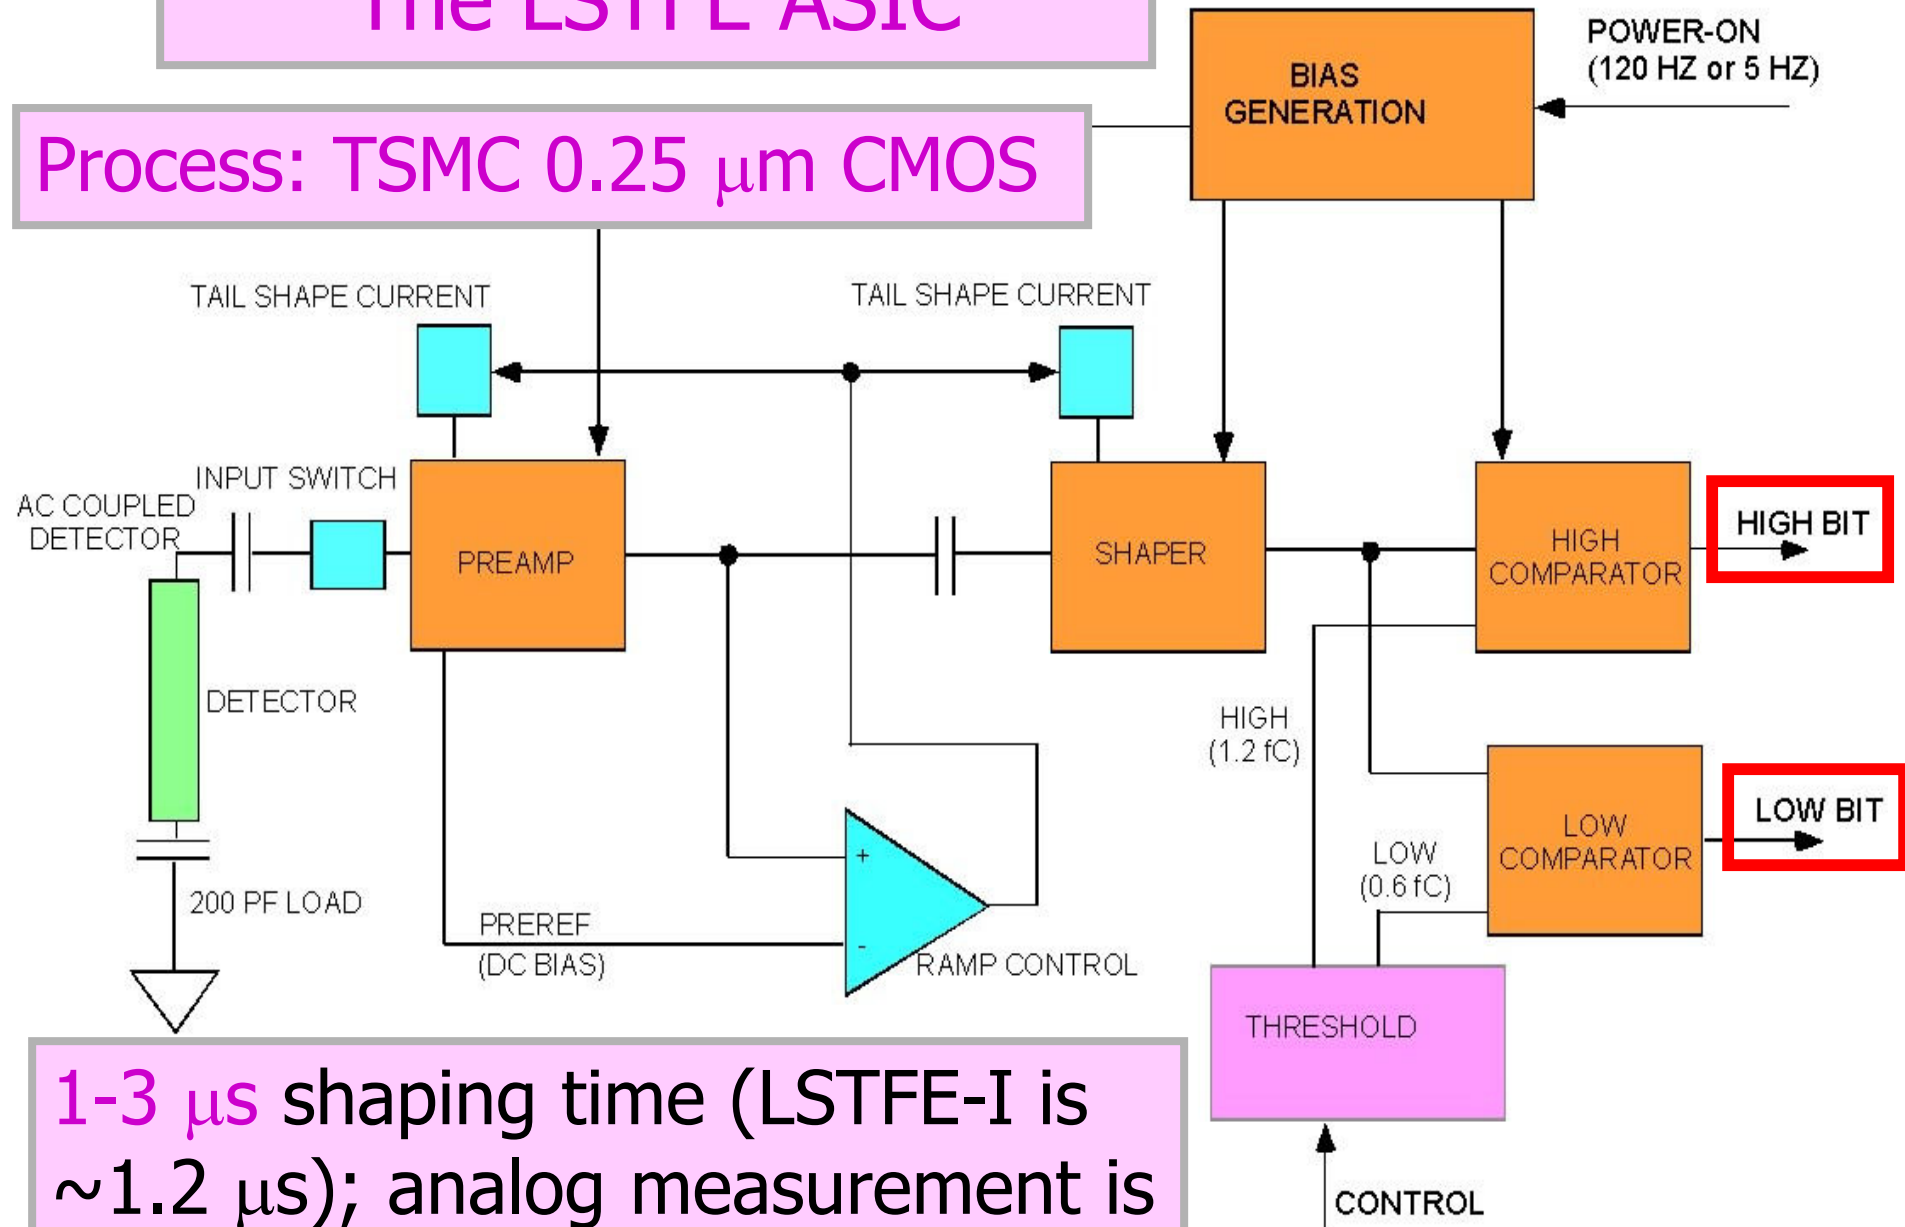 The LSTFE ASIC
POWER-ON
(120 HZ or 5 HZ)
BIAS
GENERATION
Process: TSMC 0.25 μm CMOS
TAIL SHAPE CURRENT
TAIL SHAPE CURRENT
INPUT SWITCH
AC COUPLED
DETECTOR
PREAMP
SHAPER
HIGH
COMPARATOR
HIGH BIT
DETECTOR
HIGH
(1.2 fC)
LOW
COMPARATOR
LOW BIT
LOW
(0.6 fC)
200 PF LOAD
+
-
PREREF
(DC BIAS)
RAMP CONTROL
THRESHOLD
1-3 μs shaping time (LSTFE-I is
~1.2 μs); analog measurement is
CONTROL